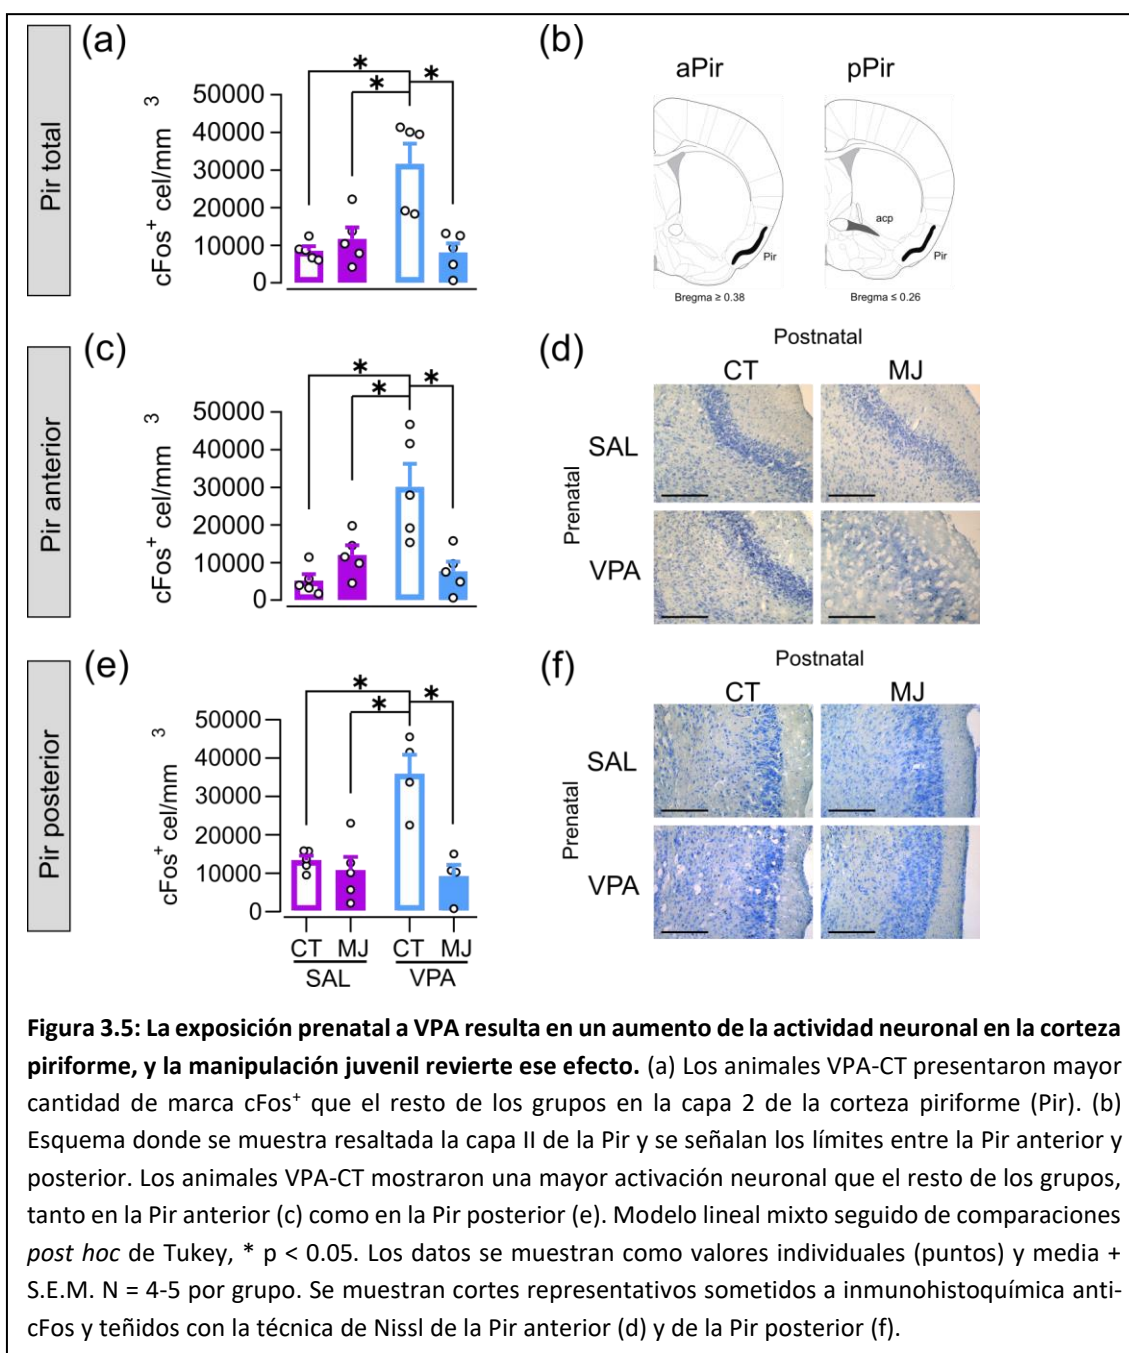 Pir total
(a)
cFos⁺ cel/mm 3
50000
40000
30000
20000
10000
0
* * *
(b)
aPir pPir
acp
Pir Pir
Bregma ≥ 0.38 Bregma ≤ 0.26
Pir anterior
(c)
cFos⁺ cel/mm 3
50000
40000
30000
20000
10000
0
* * *
(d)
Postnatal
CT MJ
Prenatal
SAL
VPA
Pir posterior
(e)
cFos⁺ cel/mm 3
50000
40000
30000
20000
10000
0
* * *
CT MJ CT MJ
SAL VPA
(f)
Postnatal
CT MJ
Prenatal
SAL
VPA
Figura 3.5: La exposición prenatal a VPA resulta en un aumento de la actividad neuronal en la corteza
piriforme, y la manipulación juvenil revierte ese efecto. (a) Los animales VPA-CT presentaron mayor
cantidad de marca cFos⁺ que el resto de los grupos en la capa 2 de la corteza piriforme (Pir). (b)
Esquema donde se muestra resaltada la capa II de la Pir y se señalan los límites entre la Pir anterior y
posterior. Los animales VPA-CT mostraron una mayor activación neuronal que el resto de los grupos,
tanto en la Pir anterior (c) como en la Pir posterior (e). Modelo lineal mixto seguido de comparaciones
post hoc de Tukey, * p < 0.05. Los datos se muestran como valores individuales (puntos) y media +
S.E.M. N = 4-5 por grupo. Se muestran cortes representativos sometidos a inmunohistoquímica anti-
cFos y teñidos con la técnica de Nissl de la Pir anterior (d) y de la Pir posterior (f).